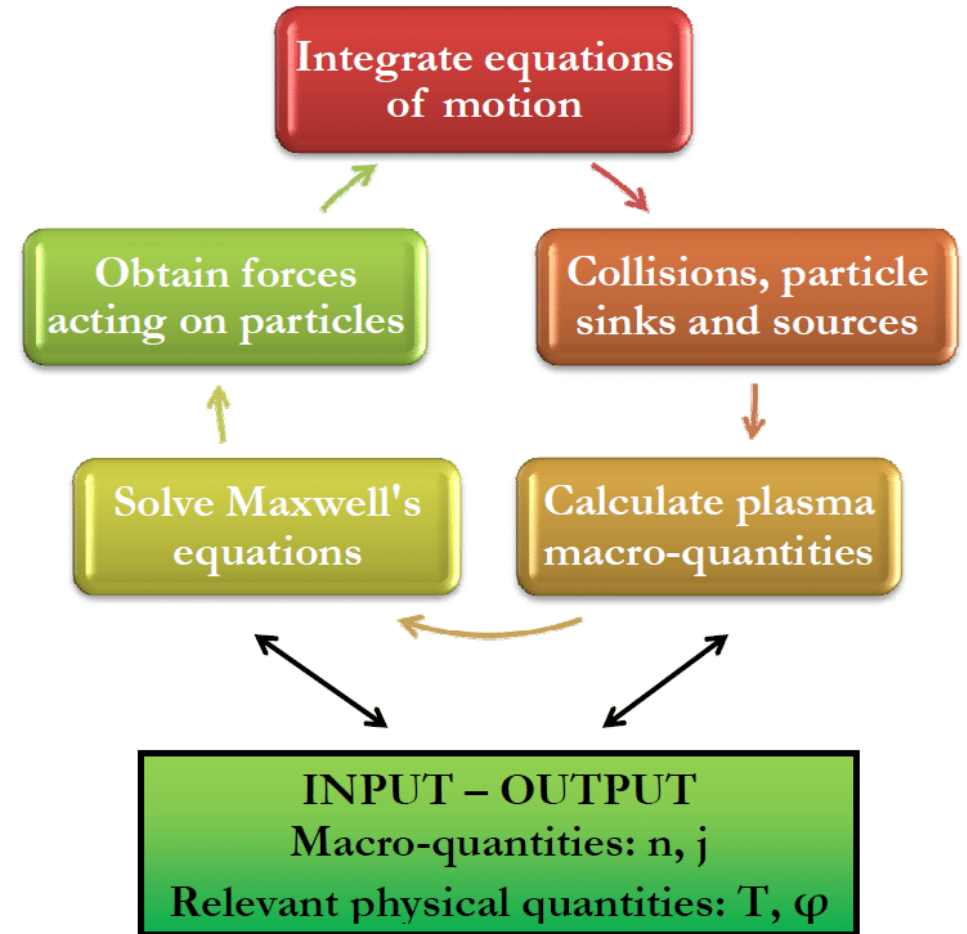 Integrate equations
of motion
Obtain forces
acting on particles
Collisions, particle
sinks and sources
Solve Maxwell's
equations
Calculate plasma
macro-quantities
INPUT – OUTPUT
Macro-quantities: n, j
Relevant physical quantities: T, φ